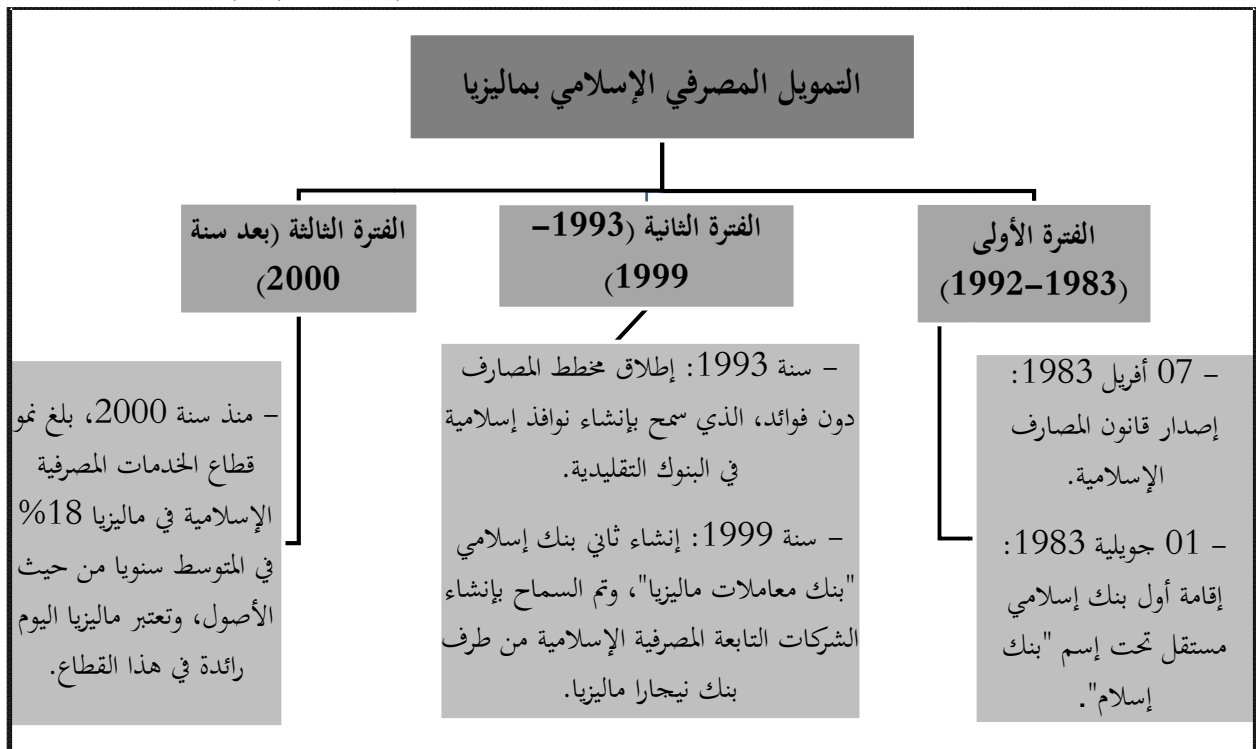 التمويل المصرفي الإسلامي بماليزيا
الفترة الأولى
(1983–1992)
الفترة الثانية (1993–
1999)
الفترة الثالثة (بعد سنة
2000)
– 07 أفريل 1983:
إصدار قانون المصارف
الإسلامية.
– 01 جويلية 1983:
إقامة أول بنك إسلامي
مستقل تحت إسم "بنك
إسلام".
– سنة 1993: إطلاق مخطط المصارف
دون فوائد، الذي سمح بإنشاء نوافذ إسلامية
في البنوك التقليدية.
– سنة 1999: إنشاء ثاني بنك إسلامي
"بنك معاملات ماليزيا"، وتم السماح بإنشاء
الشركات التابعة المصرفية الإسلامية من طرف
بنك نيجارا ماليزيا.
– منذ سنة 2000، بلغ نمو
قطاع الخدمات المصرفية
الإسلامية في ماليزيا 18%
في المتوسط سنويا من حيث
الأصول، وتعتبر ماليزيا اليوم
رائدة في هذا القطاع.